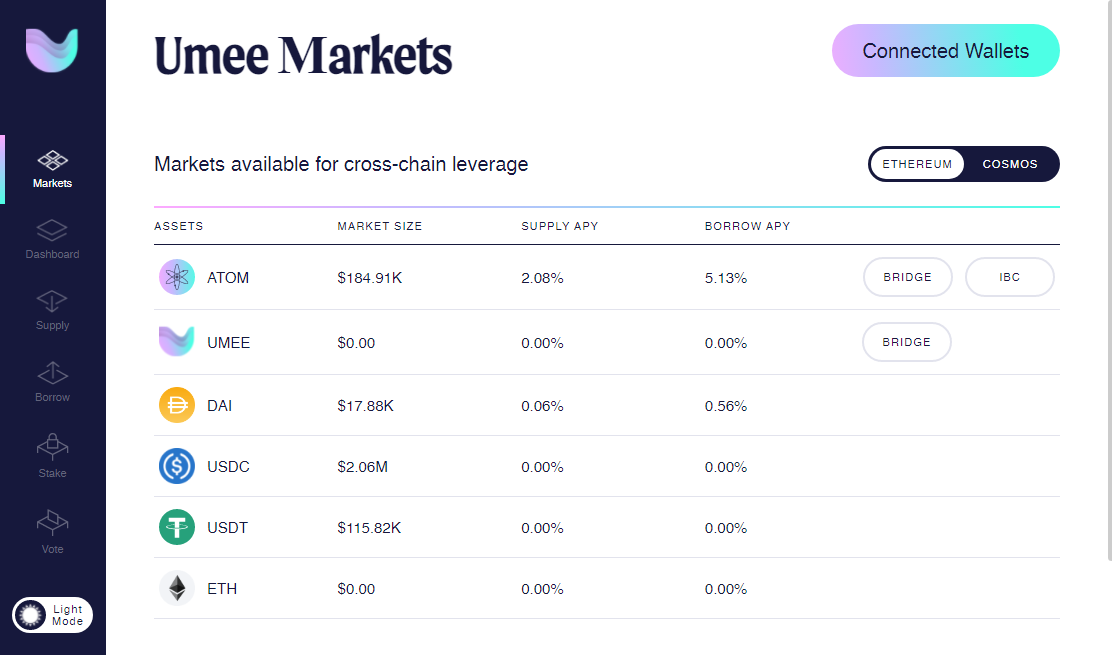 Umee Markets
Connected Wallets
Markets
Dashboard
Supply
Borrow
Stake
Vote
Light
Mode
Markets available for cross-chain leverage
ETHEREUM COSMOS
ASSETS MARKET SIZE SUPPLY APY BORROW APY
ATOM $184.91K 2.08% 5.13% BRIDGE IBC
UMEE $0.00 0.00% 0.00% BRIDGE
DAI $17.88K 0.06% 0.56%
USDC $2.06M 0.00% 0.00%
USDT $115.82K 0.00% 0.00%
ETH $0.00 0.00% 0.00%